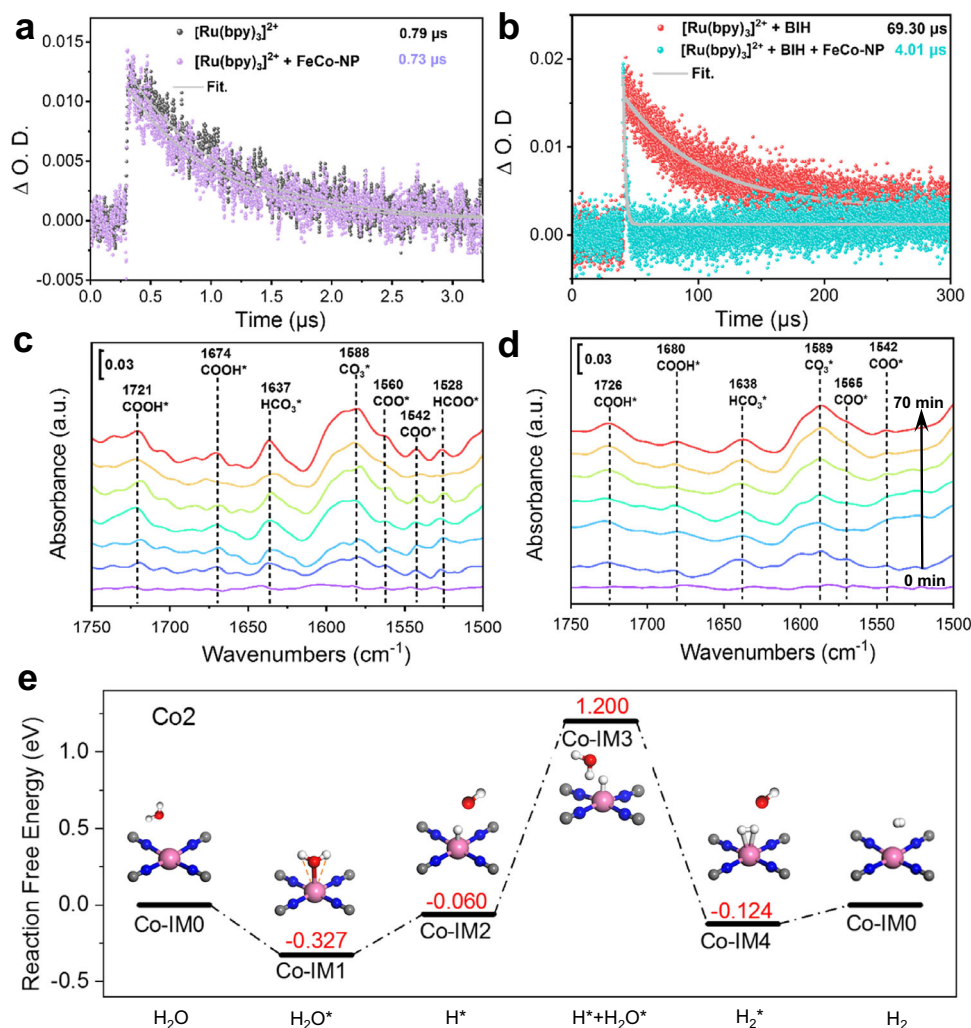 a
[Ru(bpy)₃]²⁺ 0.79 µs
[Ru(bpy)₃]²⁺ + FeCo-NP 0.73 µs
Fit.
0.015
0.010
0.005
0.000
-0.005
Δ O. D.
0.0 0.5 1.0 1.5 2.0 2.5 3.0
Time (µs)
b
[Ru(bpy)₃]²⁺ + BIH 69.30 µs
[Ru(bpy)₃]²⁺ + BIH + FeCo-NP 4.01 µs
Fit.
0.02
0.01
0.00
Δ O. D
0 100 200 300
Time (µs)
c
0.03
1721
COOH*
1674
COOH*
1637
HCO₃*
1588
CO₃*
1560
COO*
1542
COO*
1528
HCOO*
Absorbance (a.u.)
1750 1700 1650 1600 1550 1500
Wavenumbers (cm⁻¹)
d
0.03
1726
COOH*
1680
COOH*
1638
HCO₃*
1589
CO₃*
1565
COO*
1542
COO*
70 min
0 min
Absorbance (a.u.)
1750 1700 1650 1600 1550 1500
Wavenumbers (cm⁻¹)
e
Co2
Reaction Free Energy (eV)
1.0
0.5
0.0
-0.5
Co-IM0
-0.327
Co-IM1
-0.060
Co-IM2
1.200
Co-IM3
-0.124
Co-IM4
Co-IM0
H₂O H₂O* H* H*+H₂O* H₂* H₂